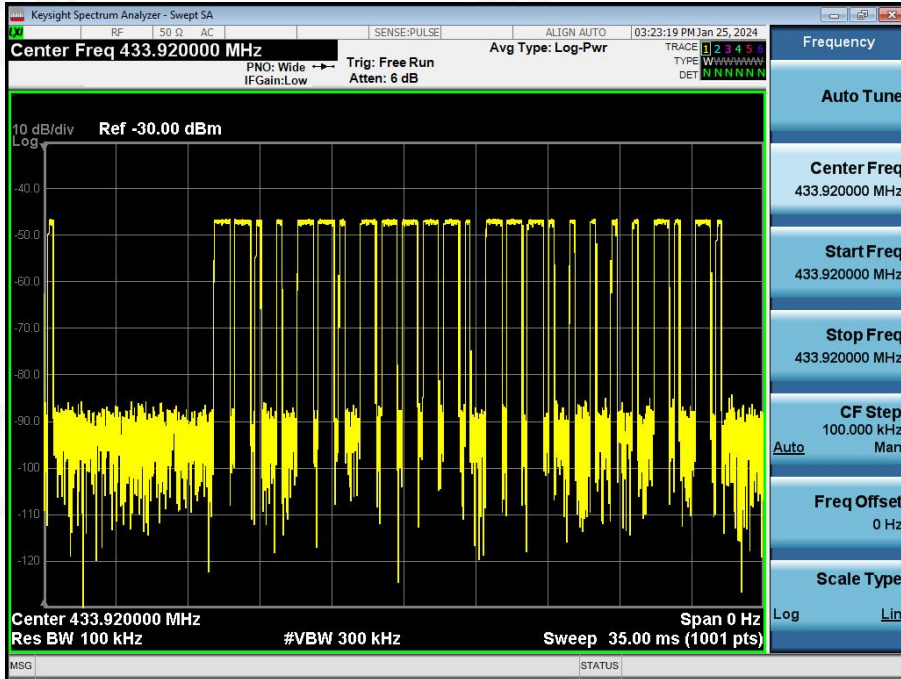 Keysight Spectrum Analyzer - Swept SA
LXI RF 50 Ω AC SENSE:PULSE ALIGN AUTO 03:23:19 PM Jan 25, 2024
Center Freq 433.920000 MHz
Avg Type: Log-Pwr
TRACE 1 2 3 4 5 6
TYPE WWWWWW
DET N N N N N N
PNO: Wide
IFGain:Low
Trig: Free Run
Atten: 6 dB
10 dB/div Ref -30.00 dBm
Log
-40.0
-50.0
-60.0
-70.0
-80.0
-90.0
-100
-110
-120
Center 433.920000 MHz Span 0 Hz
Res BW 100 kHz #VBW 300 kHz Sweep 35.00 ms (1001 pts)
MSG STATUS
Frequency
Auto Tune
Center Freq
433.920000 MHz
Start Freq
433.920000 MHz
Stop Freq
433.920000 MHz
CF Step
100.000 kHz
Auto Man
Freq Offset
0 Hz
Scale Type
Log Lin